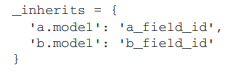 _inherits = {
  'a.model': 'a_field_id',
  'b.model': 'b_field_id'
}